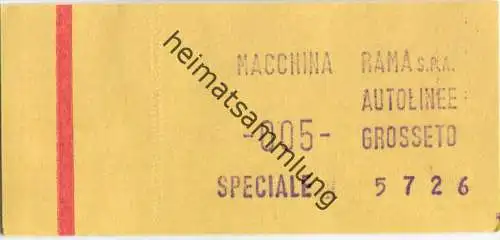 MACCHINA RAMA S.P.A.
AUTOLINEE
-005- GROSSETO
SPECIALE 5726
heimatsammlung